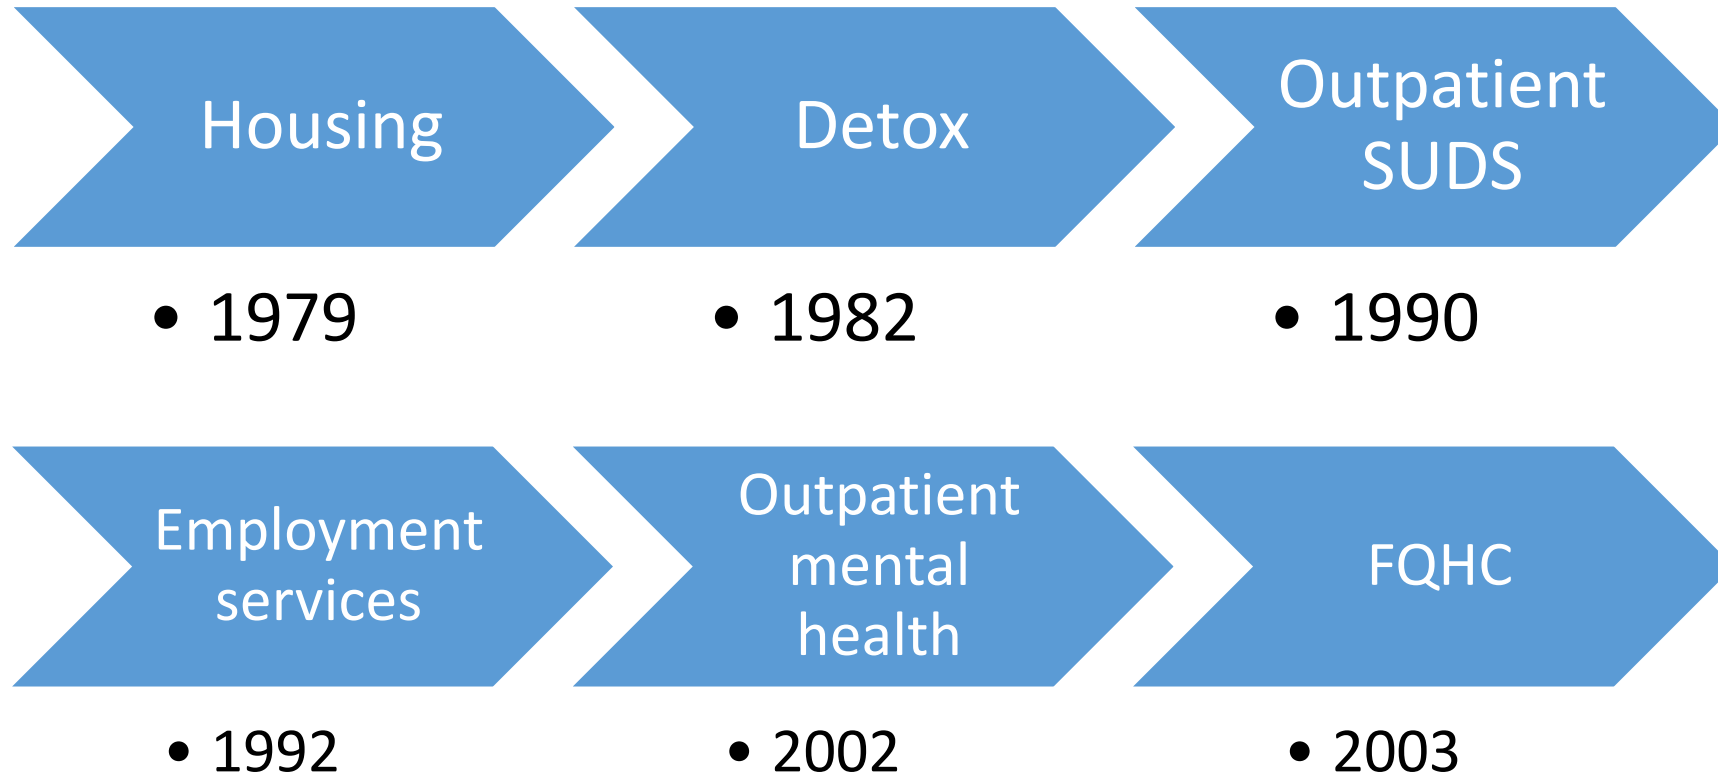 Housing
Detox
Outpatient
SUDS
• 1979
• 1982
• 1990
Employment
services
Outpatient
mental
health
FQHC
• 1992
• 2002
• 2003